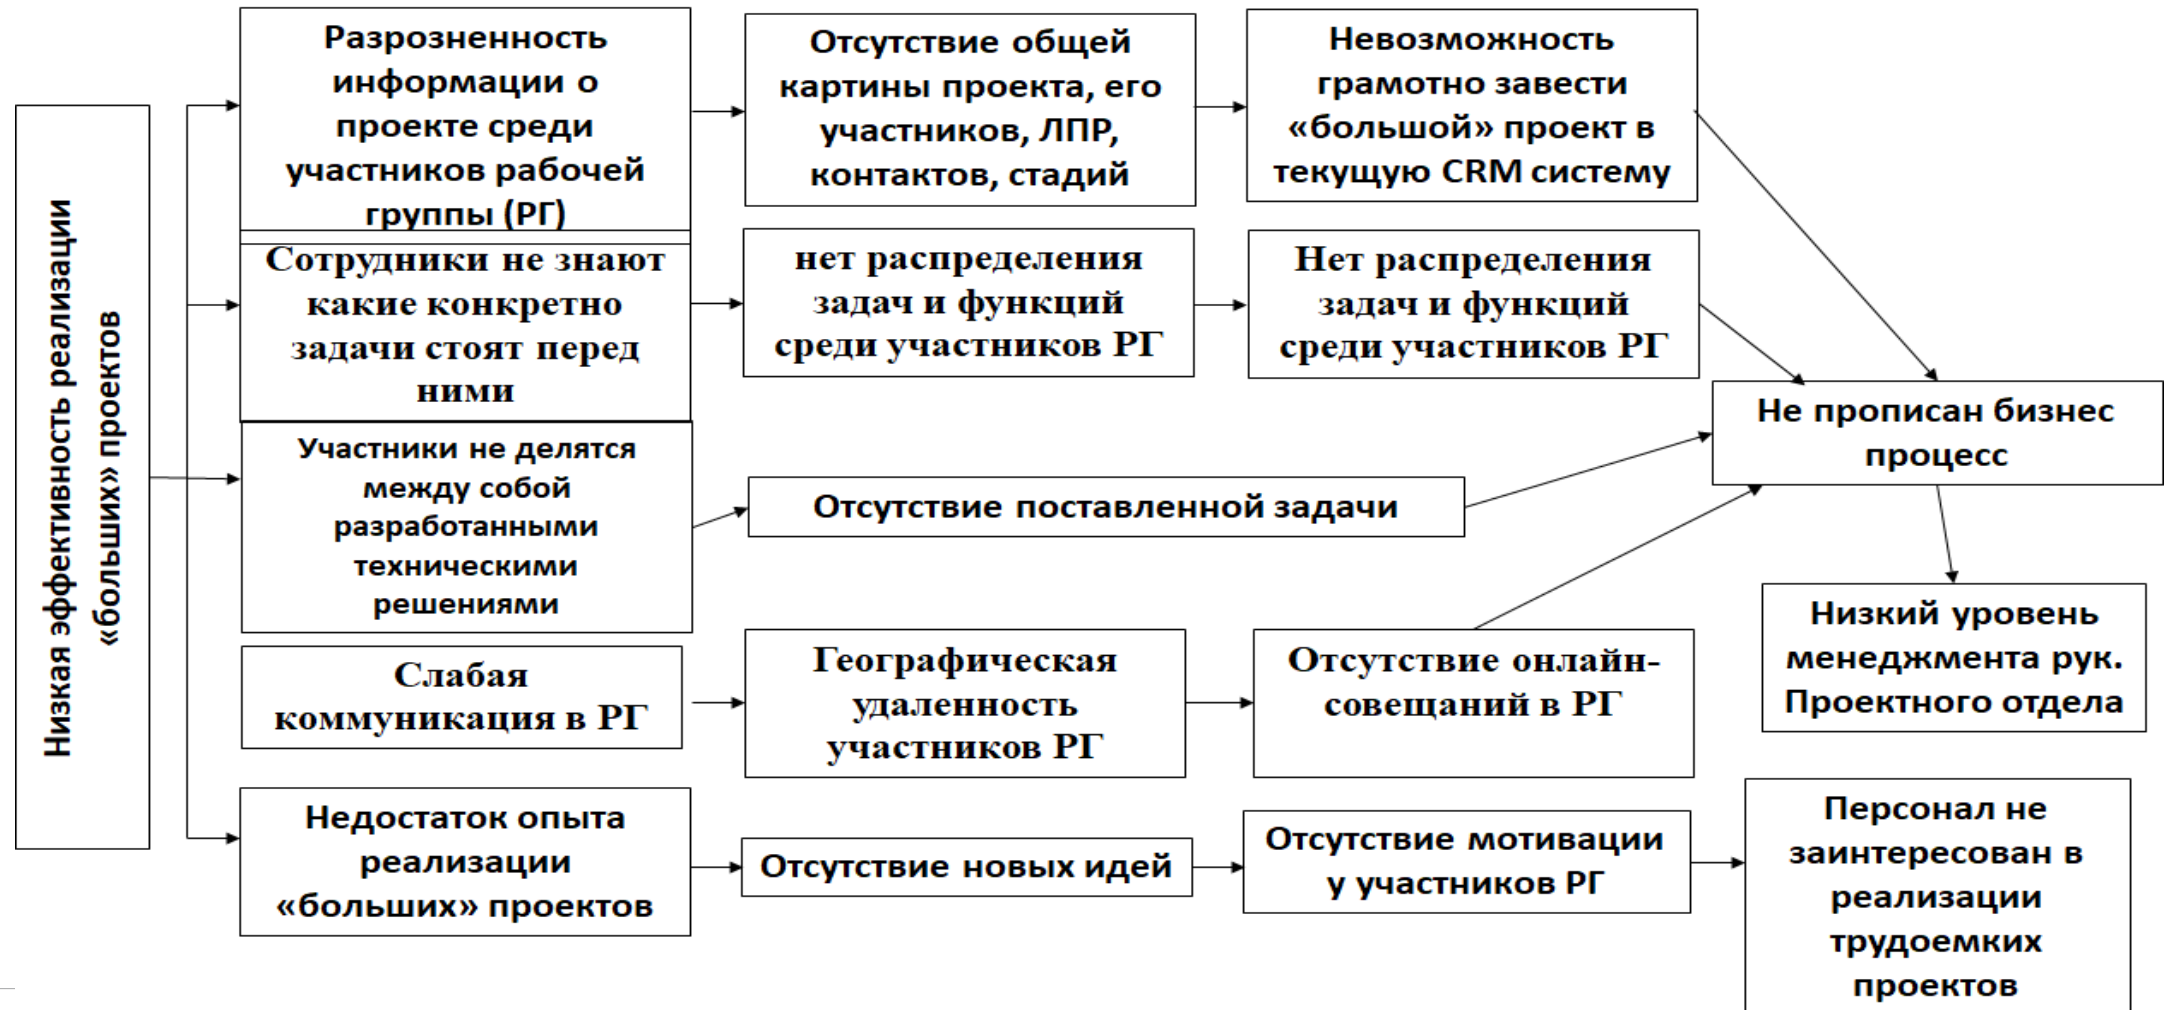 Низкая эффективность реализации
«больших» проектов
Разрозненность
информации о
проекте среди
участников рабочей
группы (РГ)
Отсутствие общей
картины проекта, его
участников, ЛПР,
контактов, стадий
Невозможность
грамотно завести
«большой» проект в
текущую CRM систему
Сотрудники не знают
какие конкретно
задачи стоят перед
ними
нет распределения
задач и функций
среди участников РГ
Нет распределения
задач и функций
среди участников РГ
Не прописан бизнес
процесс
Участники не делятся
между собой
разработанными
техническими
решениями
Отсутствие поставленной задачи
Низкий уровень
менеджмента рук.
Проектного отдела
Слабая
коммуникация в РГ
Географическая
удаленность
участников РГ
Отсутствие онлайн-
совещаний в РГ
Недостаток опыта
реализации
«больших» проектов
Отсутствие новых идей
Отсутствие мотивации
у участников РГ
Персонал не
заинтересован в
реализации
трудоемких
проектов